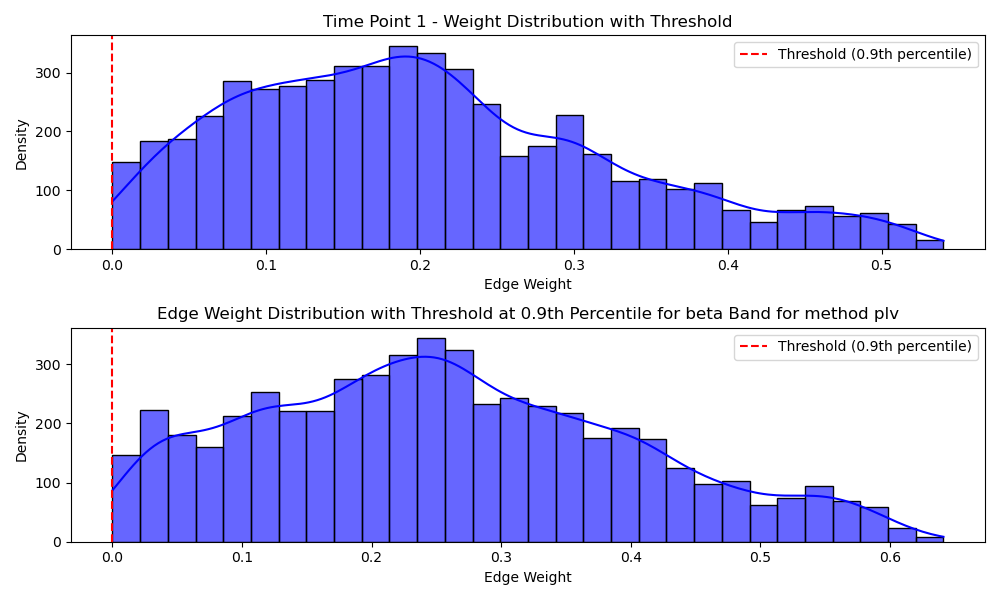 Time Point 1 - Weight Distribution with Threshold
Threshold (0.9th percentile)
Density
300
200
100
0
0.0 0.1 0.2 0.3 0.4 0.5
Edge Weight
Edge Weight Distribution with Threshold at 0.9th Percentile for beta Band for method plv
Threshold (0.9th percentile)
Density
300
200
100
0
0.0 0.1 0.2 0.3 0.4 0.5 0.6
Edge Weight